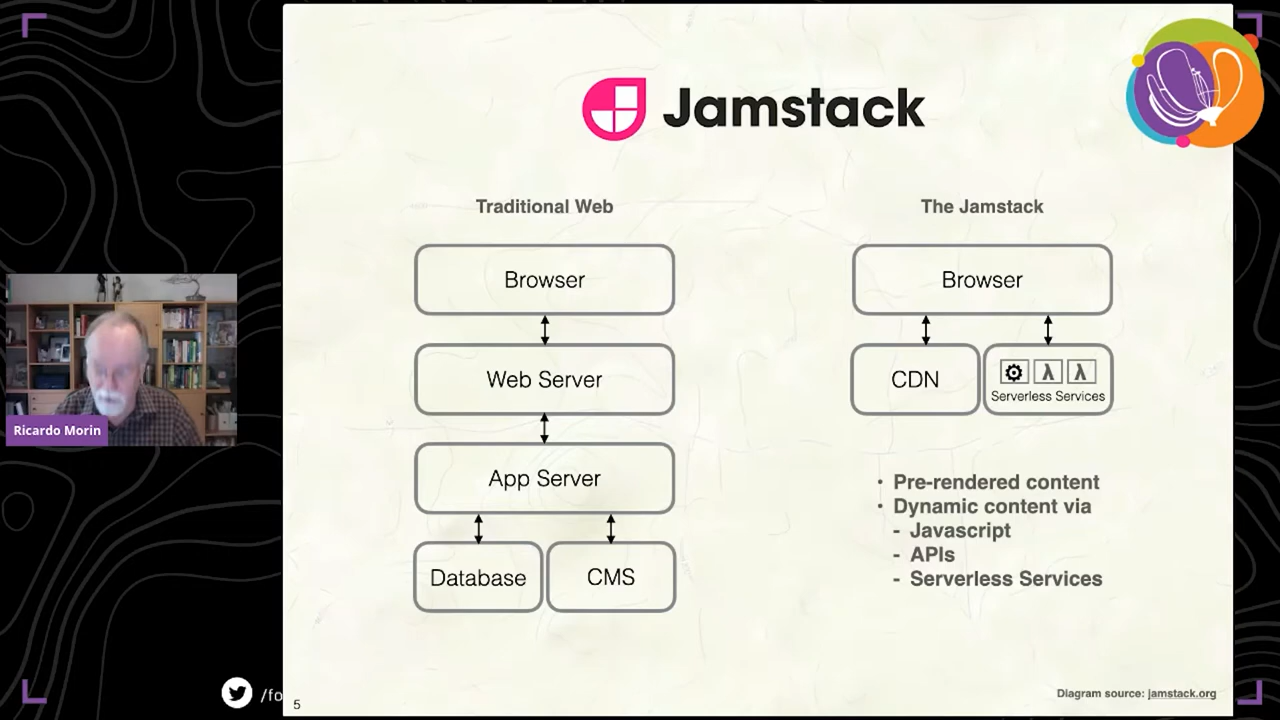 Jamstack
Traditional Web
Browser
Web Server
App Server
Database
CMS
The Jamstack
Browser
CDN
λ λ
Serverless Services
• Pre-rendered content
• Dynamic content via
- Javascript
- APIs
- Serverless Services
Diagram source: jamstack.org
5
Ricardo Morin
/fo